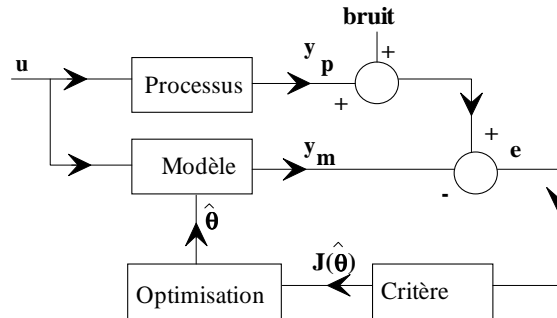 bruit
u
y
p
+
+
Processus
+
y
m
e
-
Modèle
θ̂
J(θ̂)
Optimisation
Critère